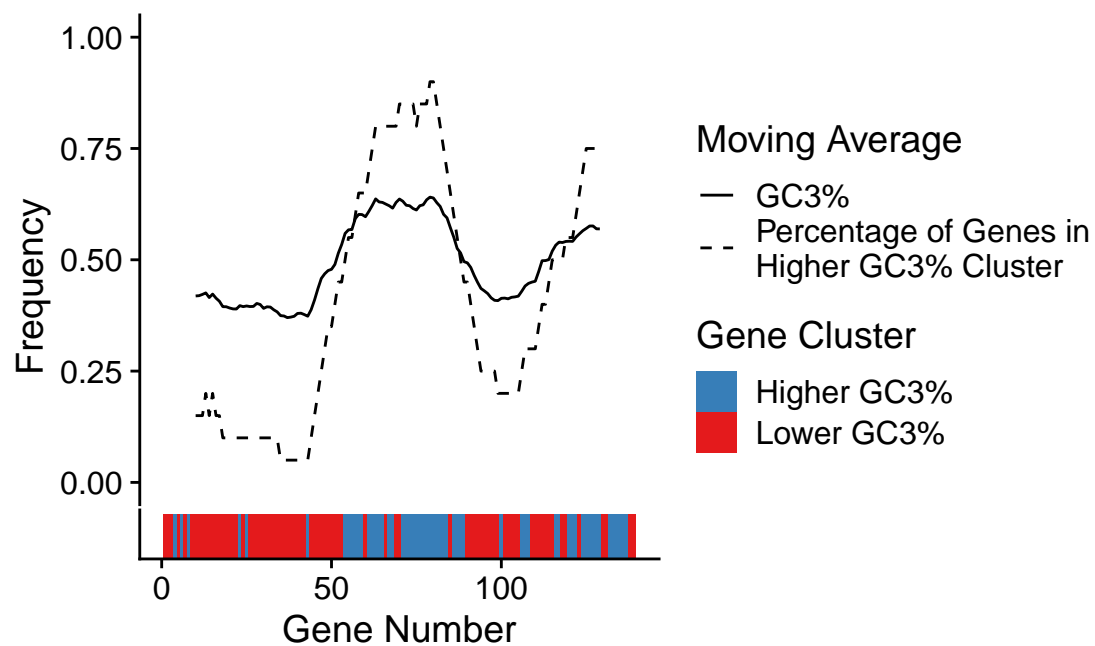 1.00
0.75
0.50
0.25
0.00
Frequency
0
50
100
Gene Number
Moving Average
GC3%
Percentage of Genes in
Higher GC3% Cluster
Gene Cluster
Higher GC3%
Lower GC3%